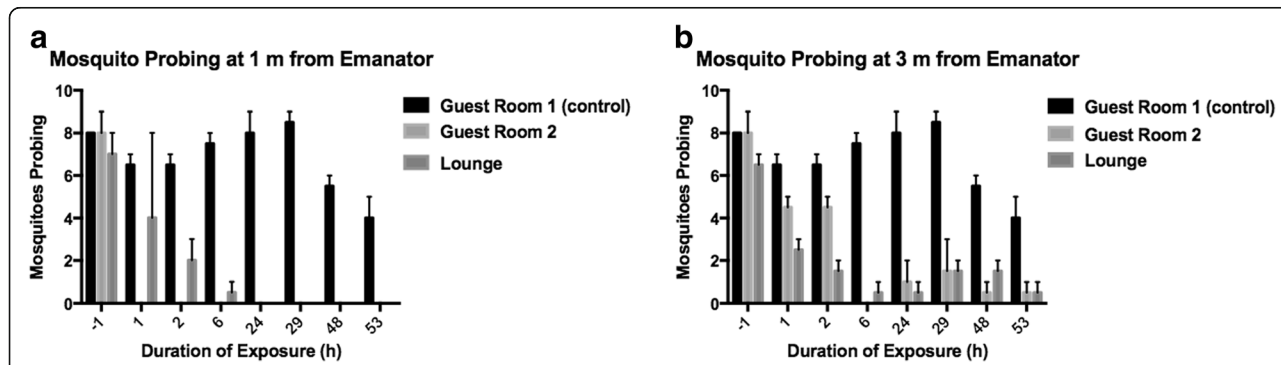 a
Mosquito Probing at 1 m from Emanator
10
8
6
4
2
0
Mosquitoes Probing
-1
1
2
6
24
29
48
53
Duration of Exposure (h)
Guest Room 1 (control)
Guest Room 2
Lounge
b
Mosquito Probing at 3 m from Emanator
10
8
6
4
2
0
Mosquitoes Probing
-1
1
2
6
24
29
48
53
Duration of Exposure (h)
Guest Room 1 (control)
Guest Room 2
Lounge